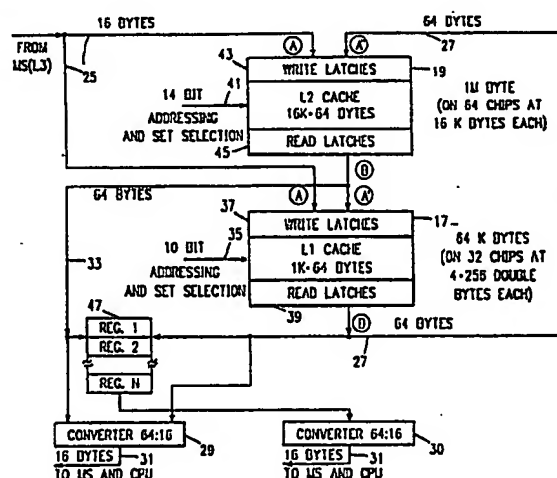 16 BYTES
64 BYTES
FROM
MS(L3)
25
A
A'
27
43
WRITE LATCHES
19
14 BIT
41
ADDRESSING
AND SET SELECTION
L2 CACHE
16K·64 BYTES
1M BYTE
(ON 64 CHIPS AT
16 K BYTES EACH)
45
READ LATCHES
B
64 BYTES
A
A'
37
WRITE LATCHES
17
10 BIT
35
ADDRESSING
AND SET SELECTION
L1 CACHE
1K·64 BYTES
64 K BYTES
(ON 32 CHIPS AT
4·256 DOUBLE
BYTES EACH)
33
READ LATCHES
39
47
D
64 BYTES
27
REG. 1
REG. 2
REG. N
CONVERTER 64:16
29
CONVERTER 64:16
30
16 BYTES
31
TO MS AND CPU
16 BYTES
31
TO MS AND CPU